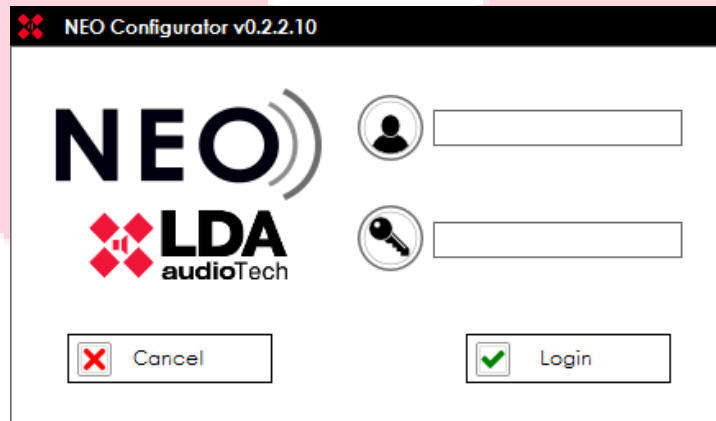 NEO Configurator v0.2.2.10
NEO
LDA
audioTech
Cancel
Login